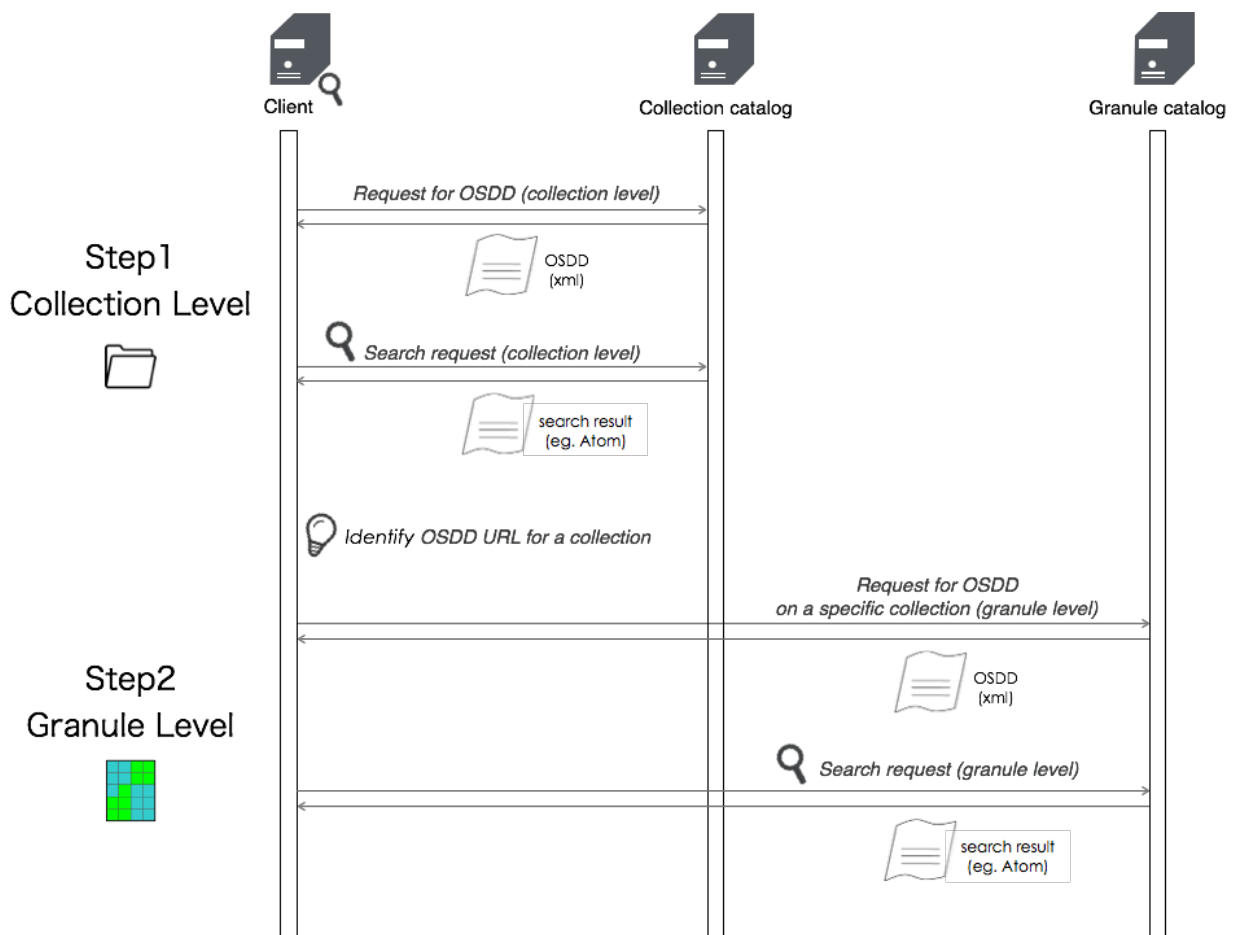 Client
Collection catalog
Granule catalog
Request for OSDD (collection level)
Step1
Collection Level
OSDD
(xml)
Search request (collection level)
search result
(eg. Atom)
Identify OSDD URL for a collection
Request for OSDD
on a specific collection (granule level)
Step2
Granule Level
OSDD
(xml)
Search request (granule level)
search result
(eg. Atom)